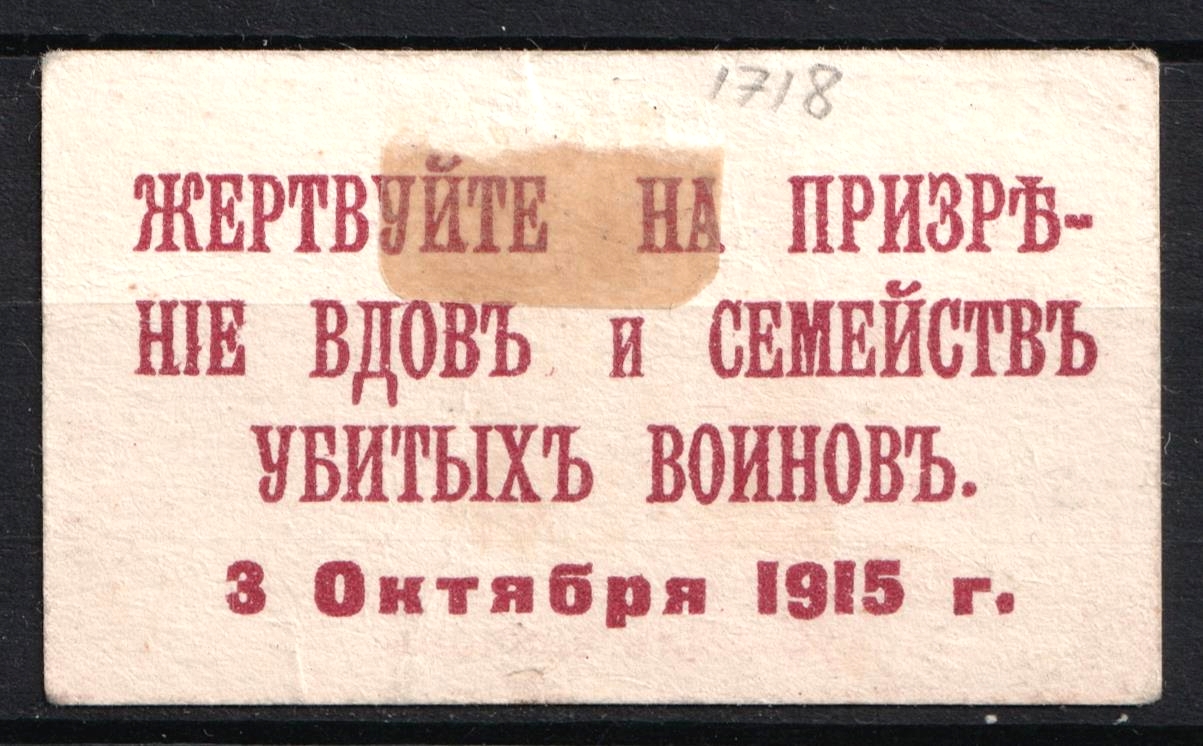 1718
ЖЕРТВУЙТЕ НА ПРИЗРѢ-
НІЕ ВДОВЪ и СЕМЕЙСТВЪ
УБИТЫХЪ ВОИНОВЪ.
3 Октября 1915 г.